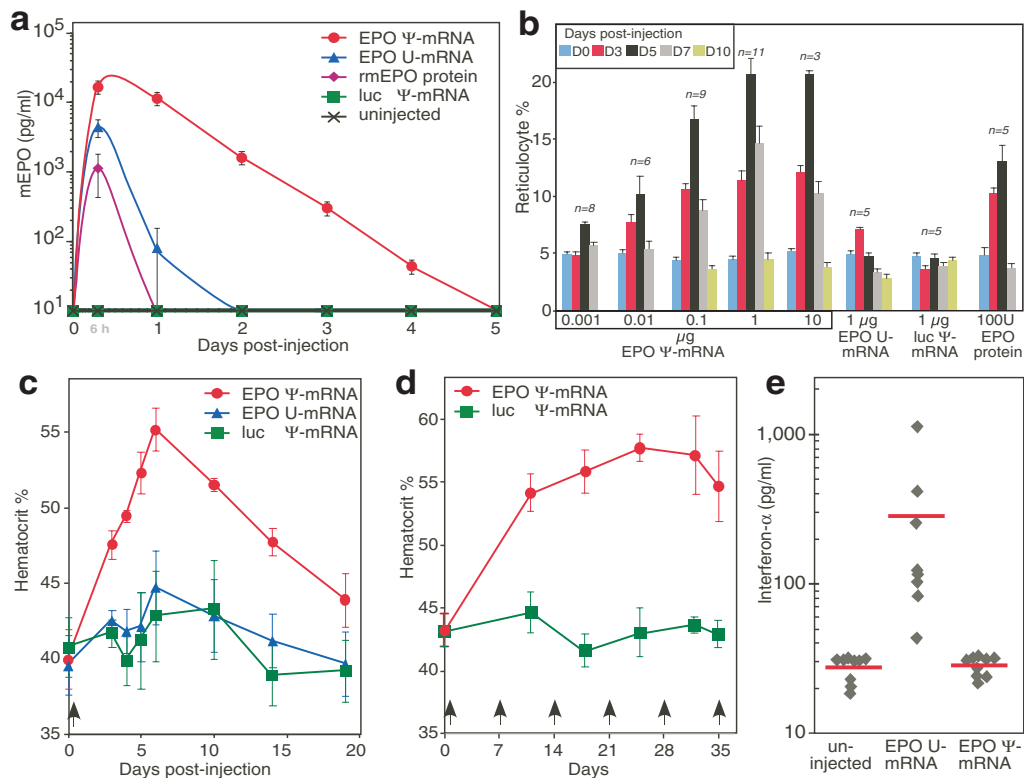 a
10⁵
10⁴
10³
10²
10¹
mEPO (pg/ml)
EPO Ψ-mRNA
EPO U-mRNA
rmEPO protein
luc Ψ-mRNA
uninjected
0 6 h 1 2 3 4 5
Days post-injection
b
Days post-injection
D0 D3 D5 D7 D10
20
15
10
5
0
Reticulocyte %
n=8
n=6
n=9
n=11
n=3
n=5
n=5
n=5
0.001 0.01 0.1 1 10
µg
EPO Ψ-mRNA
1 µg
EPO U-
mRNA
1 µg
luc Ψ-
mRNA
100U
EPO
protein
c
EPO Ψ-mRNA
EPO U-mRNA
luc Ψ-mRNA
55
50
45
40
35
Hematocrit %
0 5 10 15 20
Days post-injection
d
EPO Ψ-mRNA
luc Ψ-mRNA
60
55
50
45
40
35
Hematocrit %
0 7 14 21 28 35
Days
e
1,000
100
10
Interferon-α (pg/ml)
un-
injected
EPO U-
mRNA
EPO Ψ-
mRNA